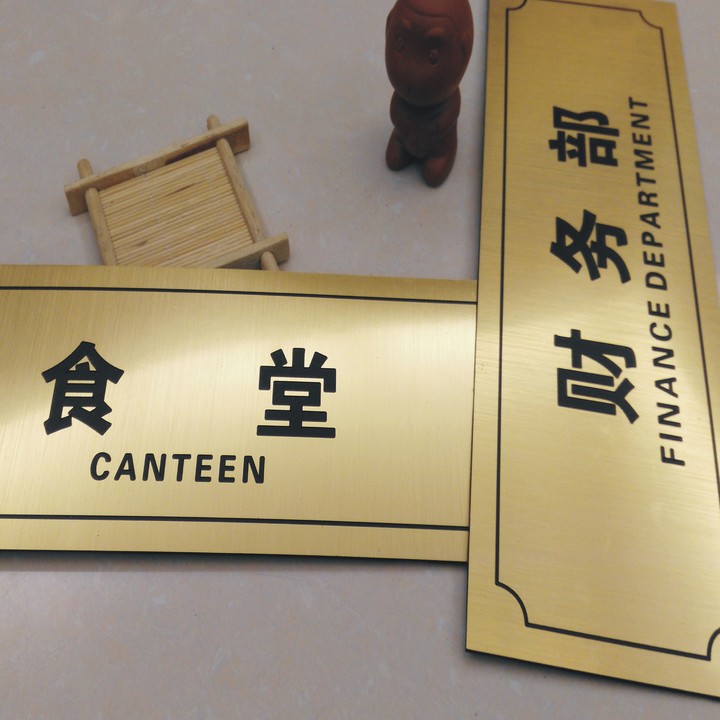 食堂
CANTEEN
财务部
FINANCE DEPARTMENT